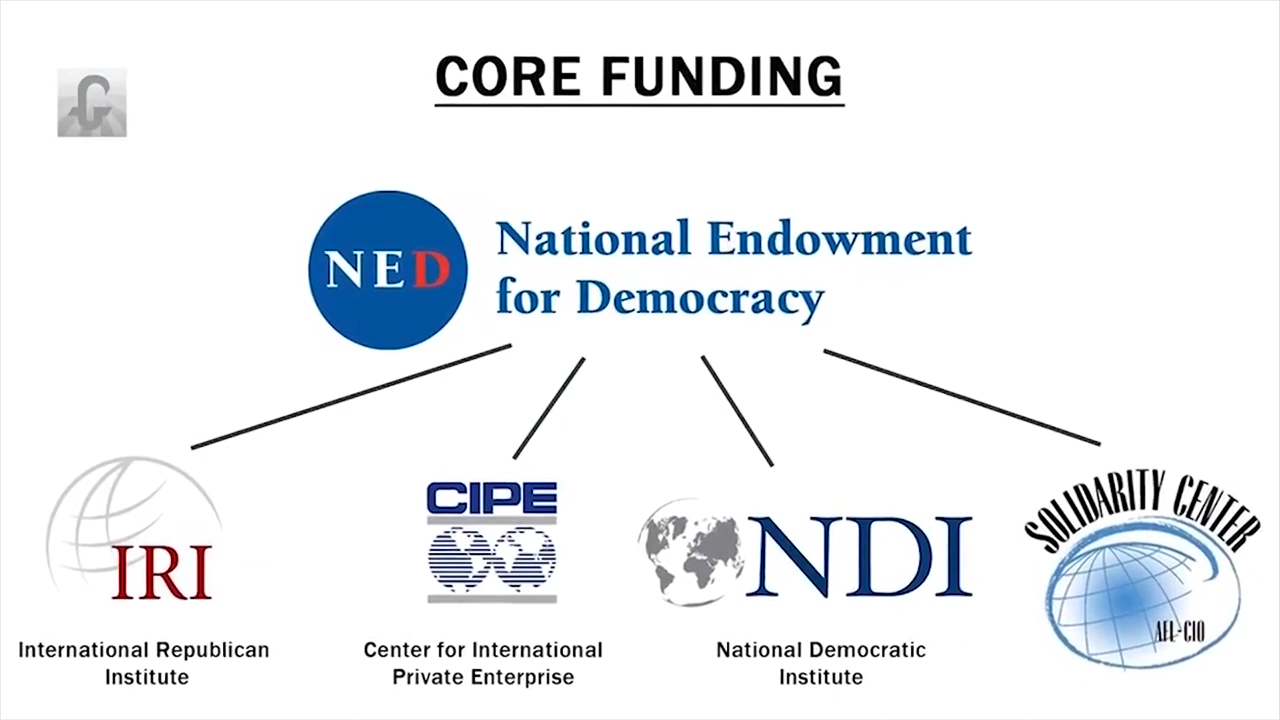 CORE FUNDING
NED
National Endowment
for Democracy
IRI
International Republican
Institute
CIPE
Center for International
Private Enterprise
NDI
National Democratic
Institute
SOLIDARITY CENTER
AFL-CIO